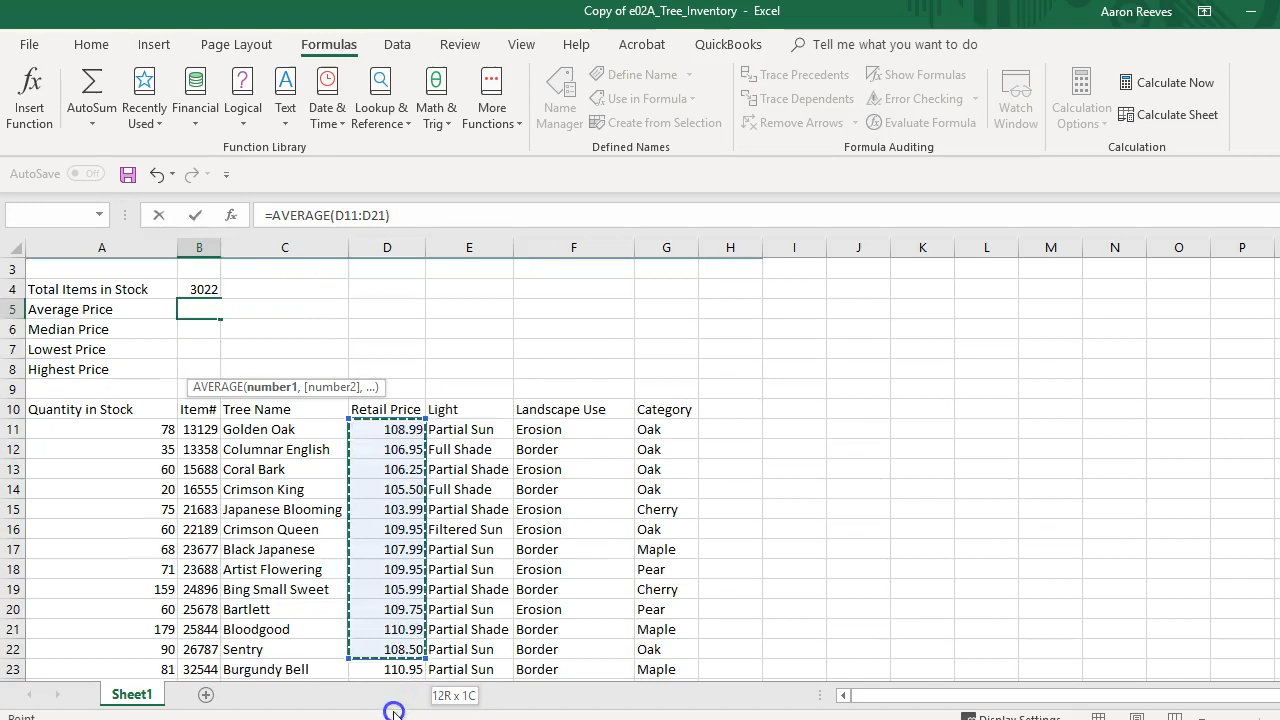 Copy of e02A_Tree_Inventory - Excel
Aaron Reeves
File Home Insert Page Layout Formulas Data Review View Help Acrobat QuickBooks Tell me what you want to do
Insert Function
AutoSum
Recently Used
Financial
Logical
Text
Date & Time
Lookup & Reference
Math & Trig
More Functions
Function Library
Name Manager
Define Name
Use in Formula
Create from Selection
Defined Names
Trace Precedents
Trace Dependents
Remove Arrows
Show Formulas
Error Checking
Evaluate Formula
Watch Window
Formula Auditing
Calculation Options
Calculate Now
Calculate Sheet
Calculation
AutoSave Off
fx =AVERAGE(D11:D21)
A B C D E F G H I J K L M N O P
3
4 Total Items in Stock 3022
5 Average Price
6 Median Price
7 Lowest Price
8 Highest Price
9 AVERAGE(number1, [number2], ...)
10 Quantity in Stock Item# Tree Name Retail Price Light Landscape Use Category
11 78 13129 Golden Oak 108.99 Partial Sun Erosion Oak
12 35 13358 Columnar English 106.95 Full Shade Border Oak
13 60 15688 Coral Bark 106.25 Partial Shade Erosion Oak
14 20 16555 Crimson King 105.50 Full Shade Border Oak
15 75 21683 Japanese Blooming 103.99 Partial Shade Erosion Cherry
16 60 22189 Crimson Queen 109.95 Filtered Sun Erosion Oak
17 68 23677 Black Japanese 107.99 Partial Sun Border Maple
18 71 23688 Artist Flowering 109.95 Partial Sun Erosion Pear
19 159 24896 Bing Small Sweet 105.99 Partial Shade Border Cherry
20 60 25678 Bartlett 109.75 Partial Sun Erosion Pear
21 179 25844 Bloodgood 110.99 Partial Shade Border Maple
22 90 26787 Sentry 108.50 Partial Sun Border Oak
23 81 32544 Burgundy Bell 110.95 Partial Sun Border Maple
Sheet1
12R x 1C
Point
Display Settings